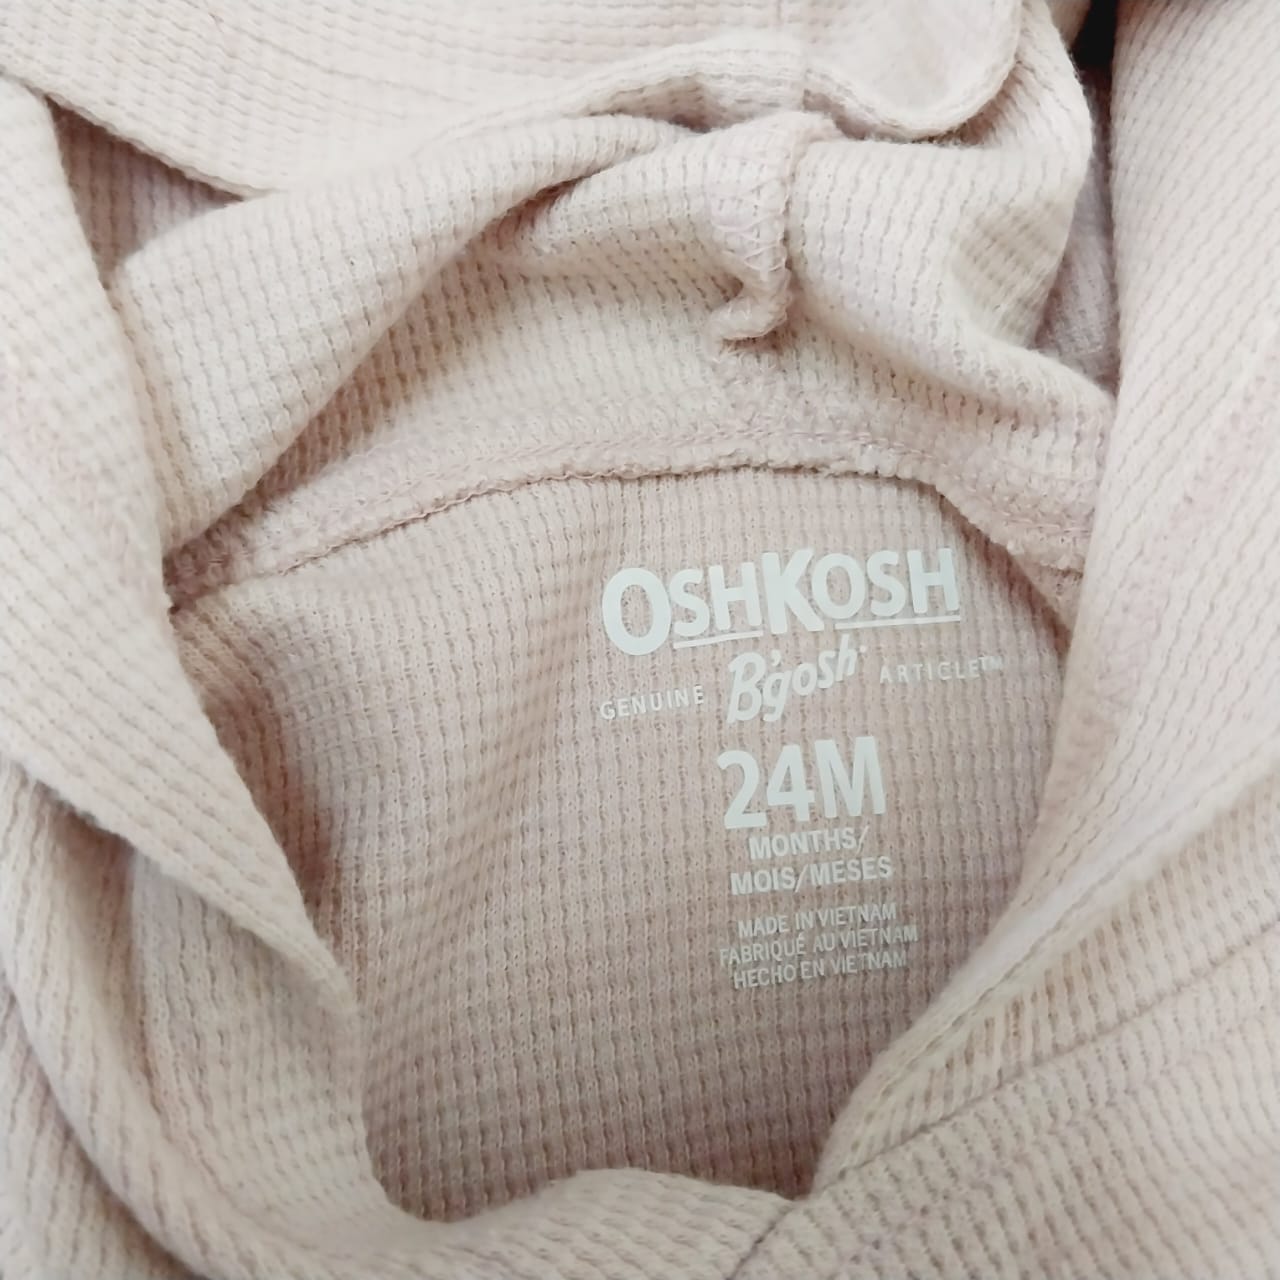 OSHKOSH
GENUINE B'gosh ARTICLE™
24M
MONTHS/
MOIS/MESES
MADE IN VIETNAM
FABRIQUÉ AU VIETNAM
HECHO EN VIETNAM